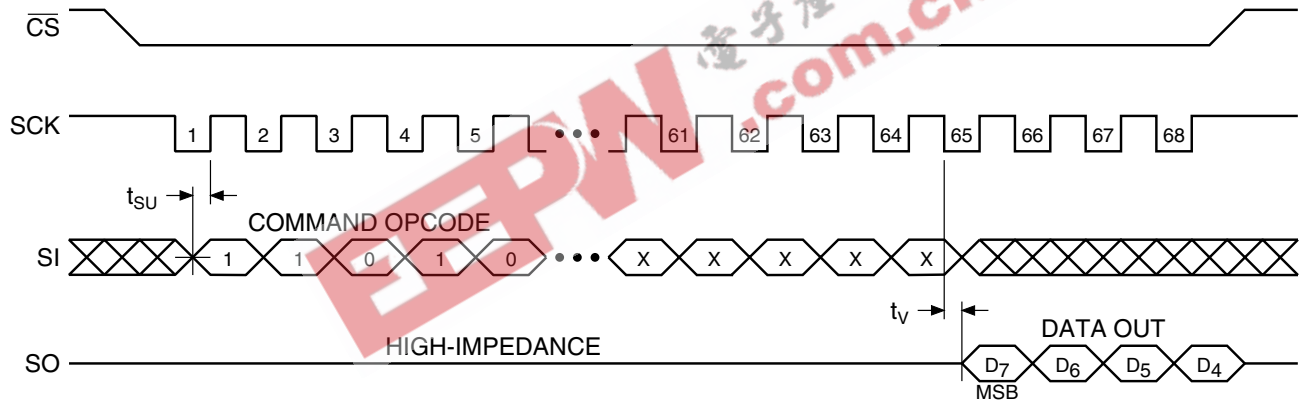 CS
SCK 1 2 3 4 5 ••• 61 62 63 64 65 66 67 68
tSU
COMMAND OPCODE
SI 1 1 0 1 0 ••• X X X X X
tV
DATA OUT
HIGH-IMPEDANCE
SO D7 D6 D5 D4
MSB
EEPW
.com.cn